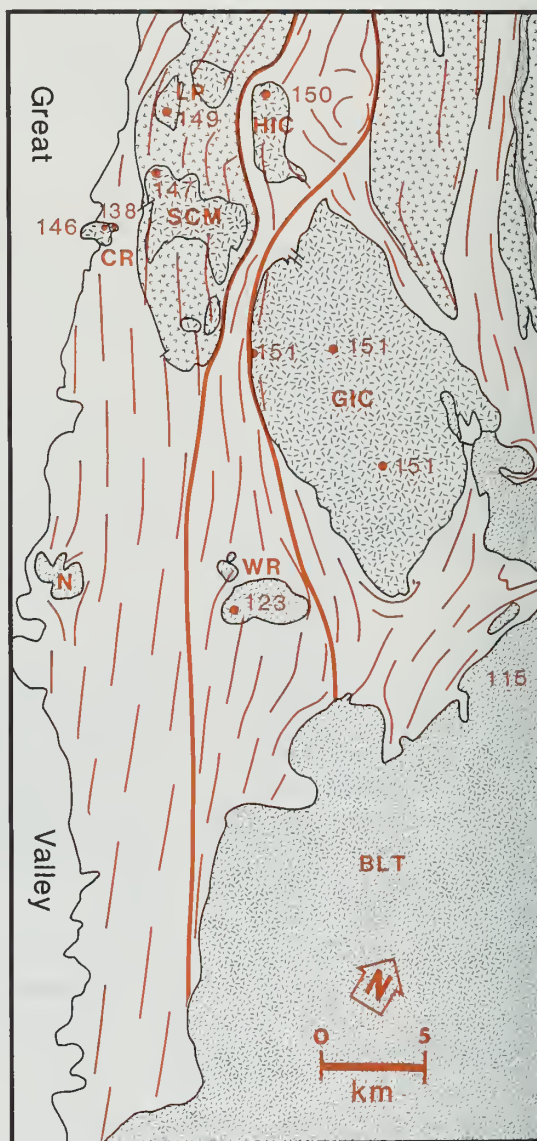 Great
LP
149
150
HIC
147
138
146
SCM
CR
151
151
GIC
151
N
WR
123
115
BLT
Valley
N
0 5
km